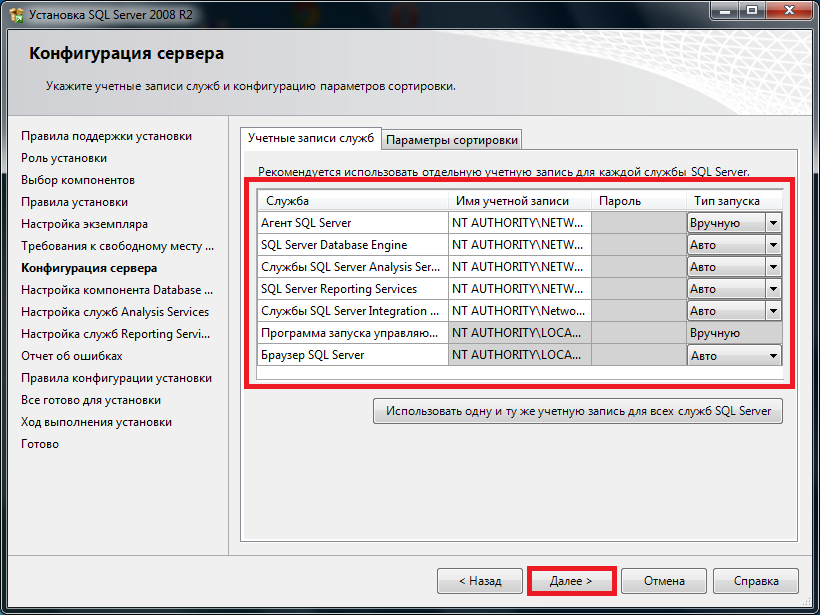 Установка SQL Server 2008 R2
Конфигурация сервера
Укажите учетные записи служб и конфигурацию параметров сортировки.
Правила поддержки установки
Роль установки
Выбор компонентов
Правила установки
Настройка экземпляра
Требования к свободному месту ...
Конфигурация сервера
Настройка компонента Database ...
Настройка служб Analysis Services
Настройка служб Reporting Servi...
Отчет об ошибках
Правила конфигурации установки
Все готово для установки
Ход выполнения установки
Готово
Учетные записи служб Параметры сортировки
Рекомендуется использовать отдельную учетную запись для каждой службы SQL Server.
Служба Имя учетной записи Пароль Тип запуска
Агент SQL Server NT AUTHORITY\NETW... Вручную
SQL Server Database Engine NT AUTHORITY\NETW... Авто
Службы SQL Server Analysis Ser... NT AUTHORITY\NETW... Авто
SQL Server Reporting Services NT AUTHORITY\NETW... Авто
Службы SQL Server Integration ... NT AUTHORITY\Netwo... Авто
Программа запуска управляю... NT AUTHORITY\LOCA... Вручную
Браузер SQL Server NT AUTHORITY\LOCA... Авто
Использовать одну и ту же учетную запись для всех служб SQL Server
< Назад Далее > Отмена Справка